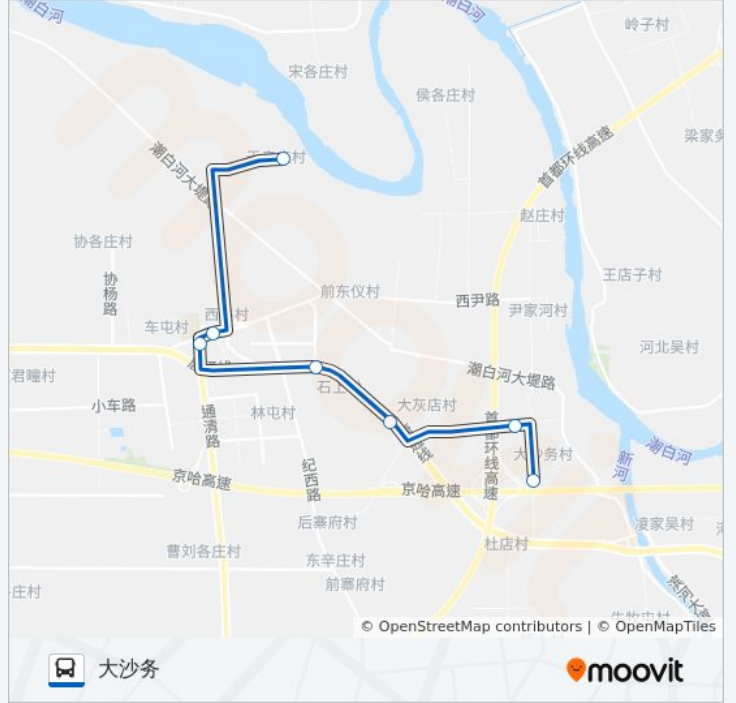 潮白河
潮白河
岭子村
宋各庄村
侯各庄村
首都环线高速
潮白河大堤路
赵庄村
协各庄村
协杨路
王店子村
前东仪村
西尹路
尹家河村
车屯村
河北吴村
君疃村
潮白河大堤路
小车路
大灰店村
林屯村
通清路
首都环线高速
大沙务村
潮白河
新河
纪西路
京哈高速
京哈高速
后寨府村
凌家吴村
杜店村
曹刘各庄村
东辛庄村
前寨府村
© OpenStreetMap contributors | © OpenMapTiles
大沙务
moovit